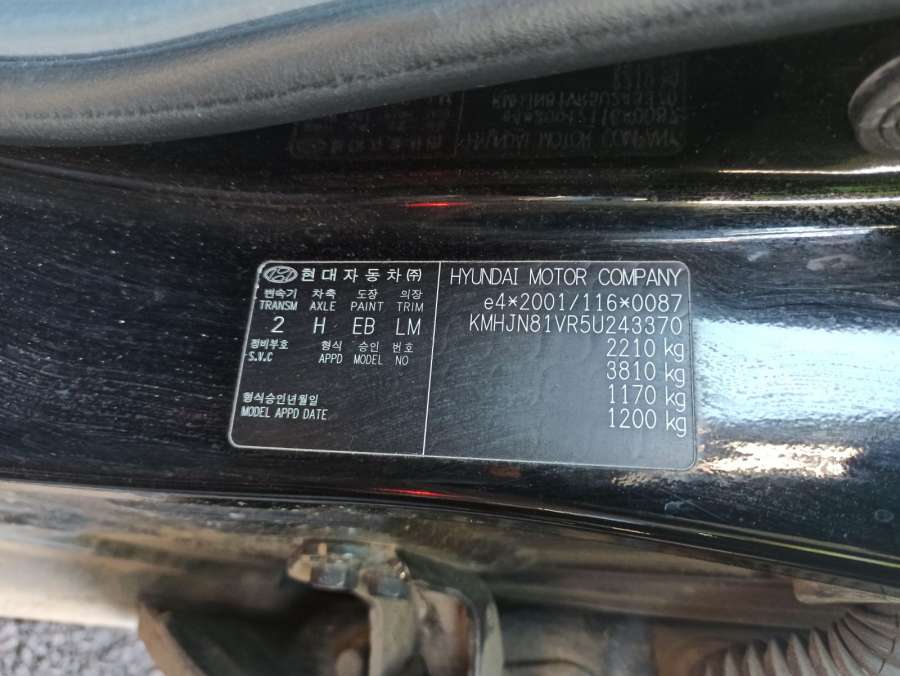 현대자동차㈜
변속기 차축 도장 의장
TRANSM AXLE PAINT TRIM
2 H EB LM
정비부호 형식 승인 번호
S.V.C APPD MODEL NO
형식승인년월일
MODEL APPD DATE
HYUNDAI MOTOR COMPANY
e4*2001/116*0087
KMHJN81VR5U243370
2210 kg
3810 kg
1170 kg
1200 kg